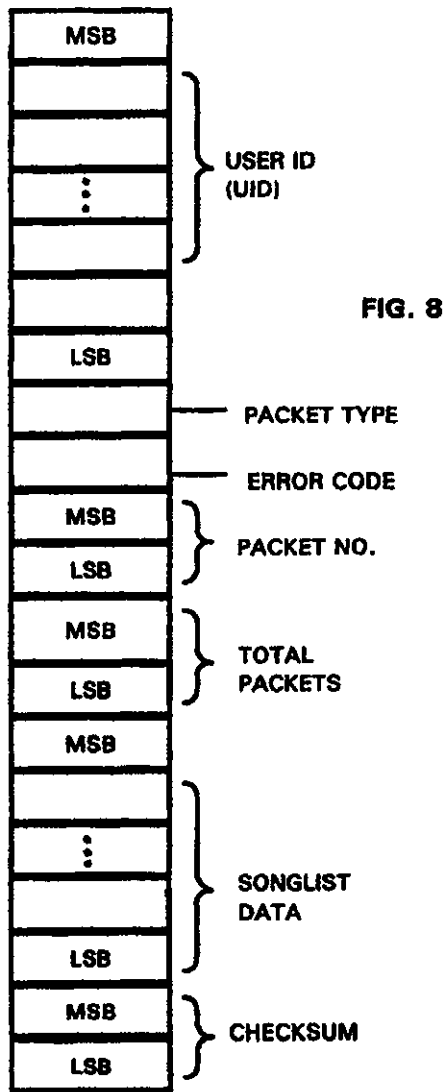 MSB
USER ID
(UID)
FIG. 8
LSB
PACKET TYPE
ERROR CODE
MSB
PACKET NO.
LSB
MSB
TOTAL
PACKETS
LSB
MSB
SONGLIST
DATA
LSB
MSB
CHECKSUM
LSB